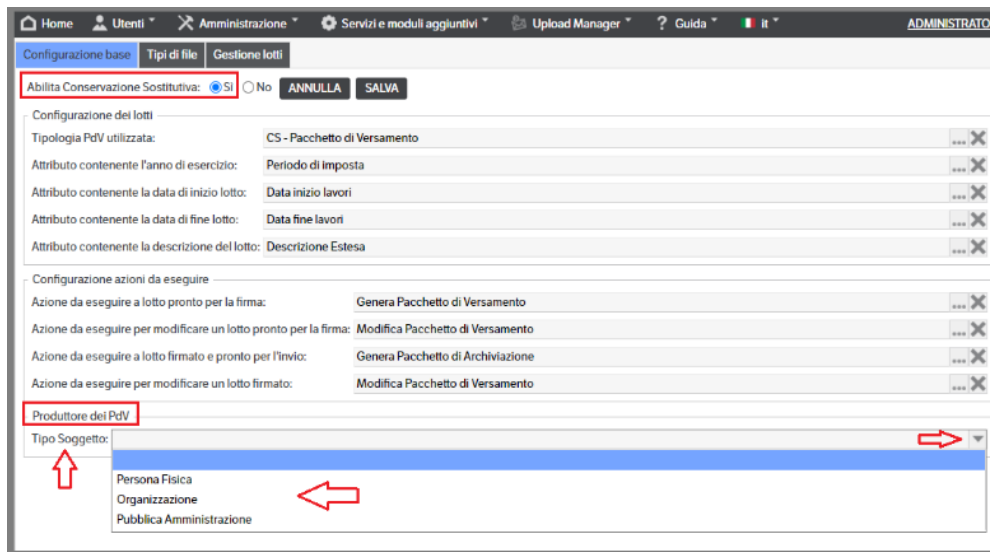 Home Utenti Amministrazione Servizi e moduli aggiuntivi Upload Manager ? Guida it ADMINISTRATO
Configurazione base Tipi di file Gestione lotti
Abilita Conservazione Sostitutiva: Si No ANNULLA SALVA
Configurazione dei lotti
Tipologia PdV utilizzata: CS - Pacchetto di Versamento ...
Attributo contenente l'anno di esercizio: Periodo di imposta ...
Attributo contenente la data di inizio lotto: Data inizio lavori ...
Attributo contenente la data di fine lotto: Data fine lavori ...
Attributo contenente la descrizione del lotto: Descrizione Estesa ...
Configurazione azioni da eseguire
Azione da eseguire a lotto pronto per la firma: Genera Pacchetto di Versamento ...
Azione da eseguire per modificare un lotto pronto per la firma: Modifica Pacchetto di Versamento ...
Azione da eseguire a lotto firmato e pronto per l'invio: Genera Pacchetto di Archiviazione ...
Azione da eseguire per modificare un lotto firmato: Modifica Pacchetto di Versamento ...
Produttore dei PdV
Tipo Soggetto:
Persona Fisica
Organizzazione
Pubblica Amministrazione